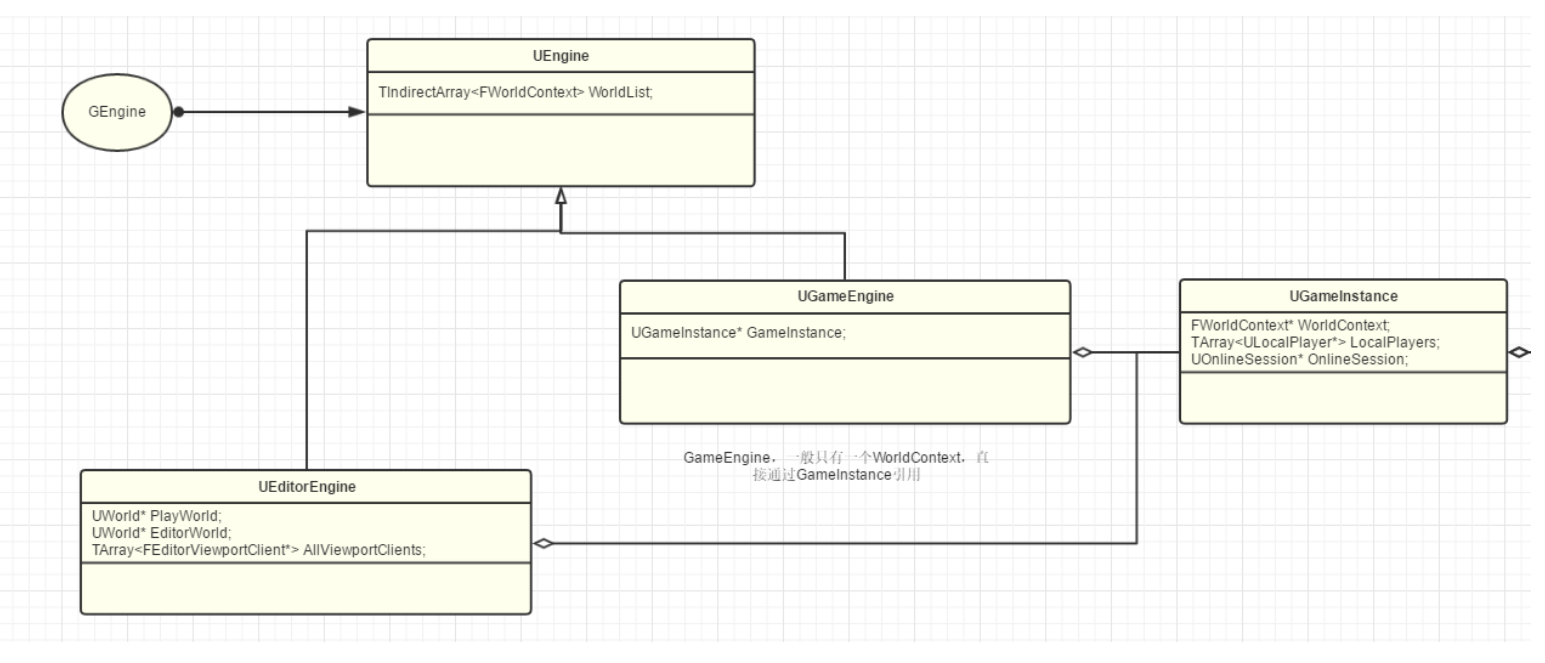 GEngine
UEngine
TIndirectArray<FWorldContext> WorldList;
UGameEngine
UGameInstance* GameInstance;
UGameInstance
FWorldContext* WorldContext;
TArray<ULocalPlayer*> LocalPlayers;
UOnlineSession* OnlineSession;
GameEngine，一般只有一个WorldContext，直
接通过GameInstance引用
UEditorEngine
UWorld* PlayWorld;
UWorld* EditorWorld;
TArray<FEditorViewportClient*> AllViewportClients;